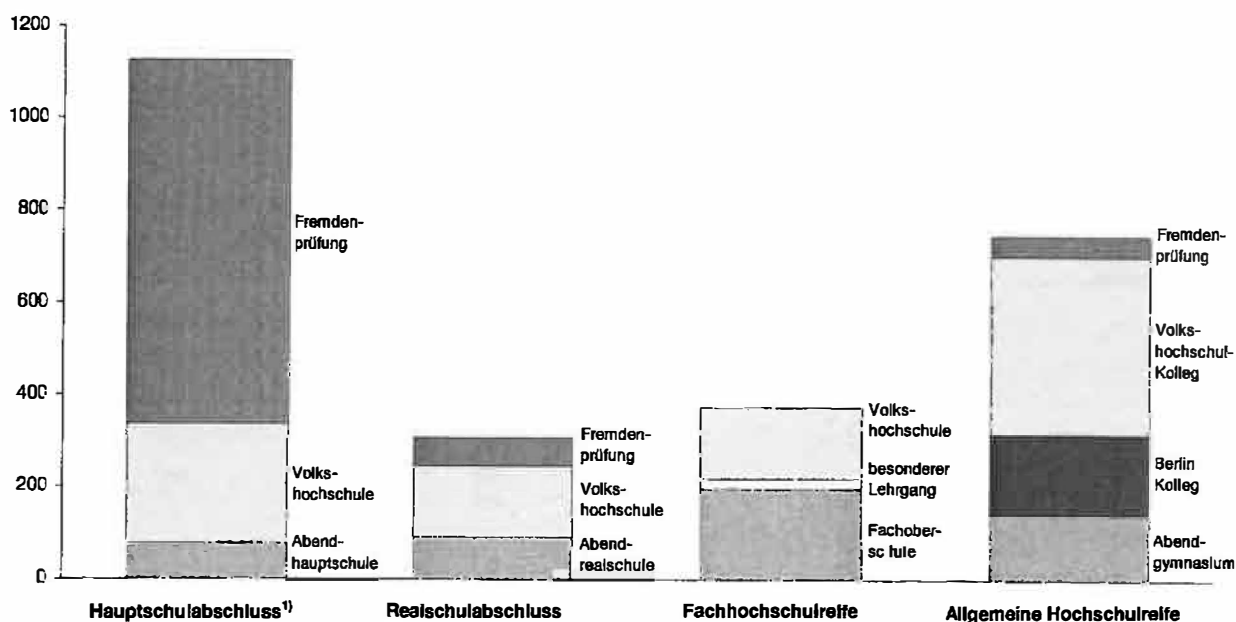 1200
1000
800
600
400
200
0
Fremden-
prüfung
Volks-
hochschule
Abend-
hauptschule
Fremden-
prüfung
Volks-
hochschule
Abend-
realschule
Volks-
hochschule
besonderer
Lehrgang
Fachober-
schule
Fremden-
prüfung
Volks-
hochschul-
Kolleg
Berlin
Kolleg
Abend-
gymnasium
Hauptschulabschluss¹⁾
Realschulabschluss
Fachhochschulreife
Allgemeine Hochschulreife